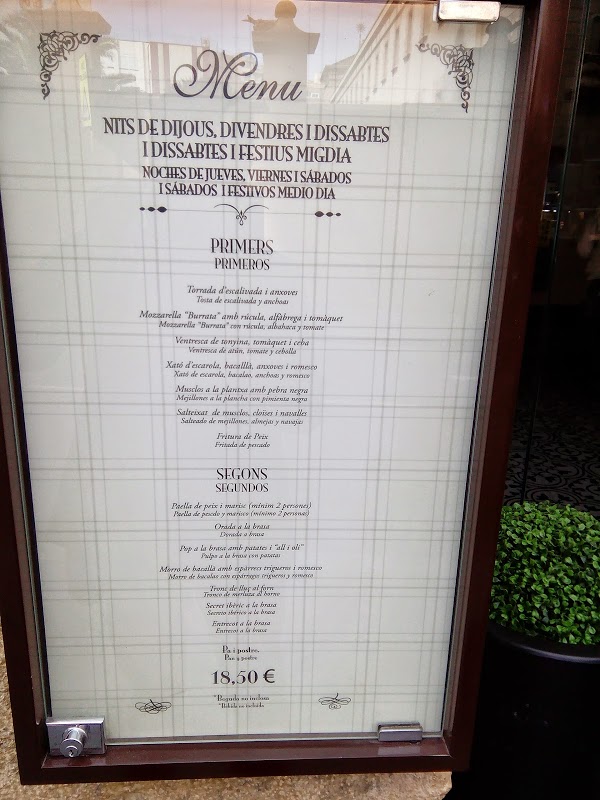 Menu
NITS DE DIJOUS, DIVENDRES I DISSABTES
I DISSABTES I FESTIUS MIGDIA
NOCHES DE JUEVES, VIERNES I SÁBADOS
I SÁBADOS I FESTIVOS MEDIO DIA
PRIMERS
PRIMEROS
Torrada d'escalivada i anxoves
Tosta de escalivada y anchoas
Mozzarella "Burrata" amb rúcula, alfàbrega i tomàquet
Mozzarella "Burrata" con rúcula, albahaca y tomate
Ventresca de tonyina, tomàquet i ceba
Ventresca de atún, tomate y cebolla
Xató d'escarola, bacallà, anxoves i romesco
Xató de escarola, bacalao, anchoas y romesco
Musclos a la plantxa amb pebra negra
Mejillones a la plancha con pimienta negra
Salteixat de musclos, cloïses i navalles
Salteado de mejillones, almejas y navajas
Fritura de Peix
Fritada de pescado
SEGONS
SEGUNDOS
Paella de peix i marisc (mínim 2 persones)
Paella de pescdo y marisco (mínimo 2 personas)
Orada a la brasa
Dorada a brasa
Pop a la brasa amb patates i "all i oli"
Pulpo a la brasa con patatas
Morro de bacallà amb espàrrecs trigueros i romesco
Morro de bacalao con espárragos trigueros y romesco
Tronc de lluç al forn
Tronco de merluza al horno
Secret ibèric a la brasa
Secreto ibérico a la brasa
Entrecot a la brasa
Entrecot a la brasa
Pa i postre.
Pan y postre
18,50 €
*Beguda no inclosa
*Bebida no incluida